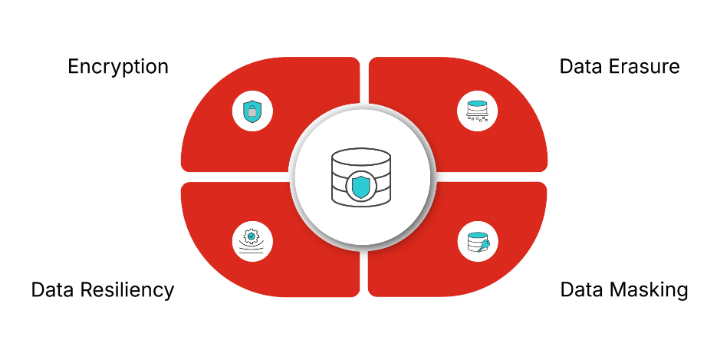 Encryption
Data Erasure
Data Resiliency
Data Masking